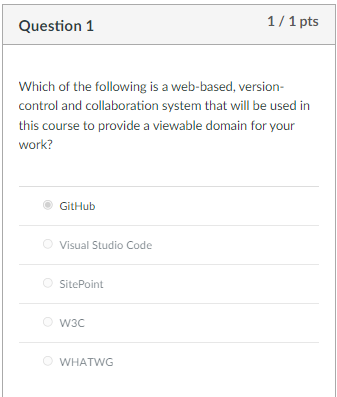 Question 1
1 / 1 pts
Which of the following is a web-based, version-
control and collaboration system that will be used in
this course to provide a viewable domain for your
work?
GitHub
Visual Studio Code
SitePoint
W3C
WHATWG